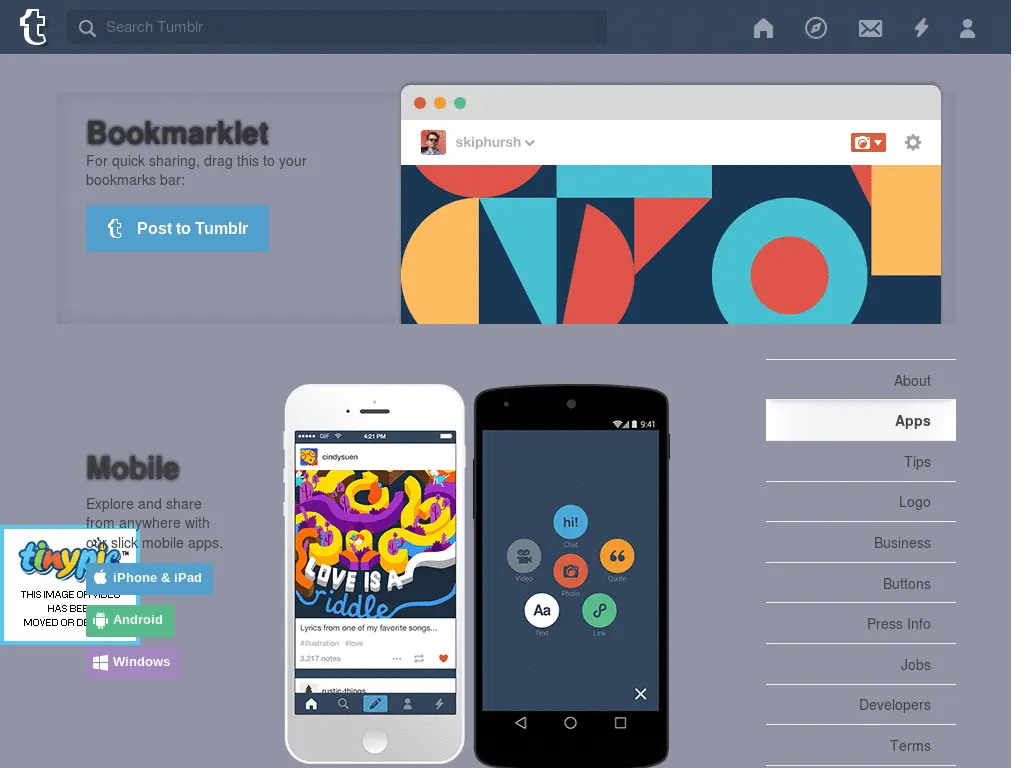 Search Tumblr
Bookmarklet
For quick sharing, drag this to your
bookmarks bar:
Post to Tumblr
skiphursh
About
Apps
Tips
Logo
Business
Buttons
Press Info
Jobs
Developers
Terms
Mobile
Explore and share
from anywhere with
our slick mobile apps.
tinypic™
THIS IMAGE OR VIDEO
HAS BEE
MOVED OR DE
iPhone & iPad
Android
Windows
GIF 4:21 PM
cindysuen
LOVE IS A
riddle
Lyrics from one of my favorite songs...
#illustration #love
3,217 notes
rustic-things
9:41
hi!
Chat
Video
Quote
Photo
Aa
Text
Link